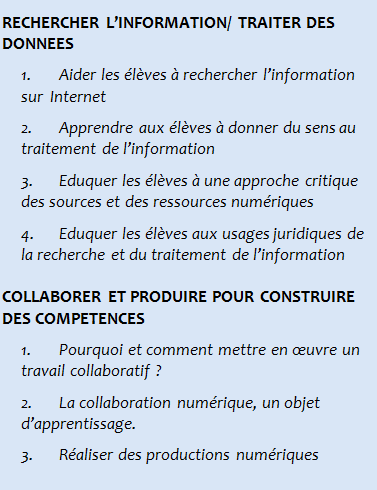 RECHERCHER L'INFORMATION/ TRAITER DES
DONNEES
1. Aider les élèves à rechercher l'information
sur Internet
2. Apprendre aux élèves à donner du sens au
traitement de l'information
3. Eduquer les élèves à une approche critique
des sources et des ressources numériques
4. Eduquer les élèves aux usages juridiques de
la recherche et du traitement de l'information
COLLABORER ET PRODUIRE POUR CONSTRUIRE
DES COMPETENCES
1. Pourquoi et comment mettre en œuvre un
travail collaboratif ?
2. La collaboration numérique, un objet
d'apprentissage.
3. Réaliser des productions numériques